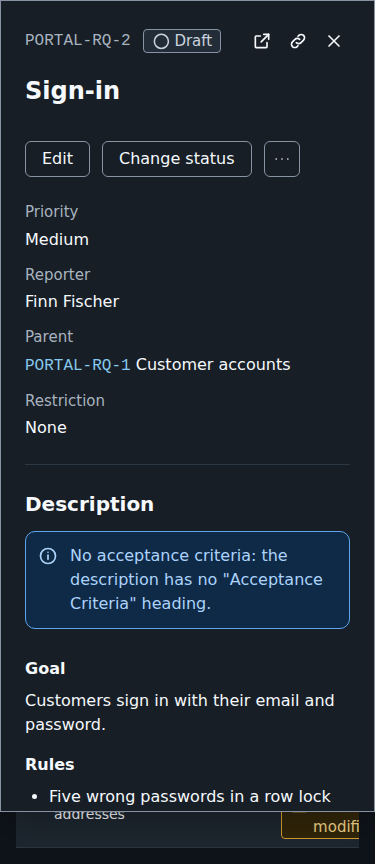 PORTAL-RQ-2 Draft
Sign-in
Edit Change status ...
Priority
Medium
Reporter
Finn Fischer
Parent
PORTAL-RQ-1 Customer accounts
Restriction
None
Description
No acceptance criteria: the
description has no "Acceptance
Criteria" heading.
Goal
Customers sign in with their email and
password.
Rules
• Five wrong passwords in a row lock
addresses
modifi